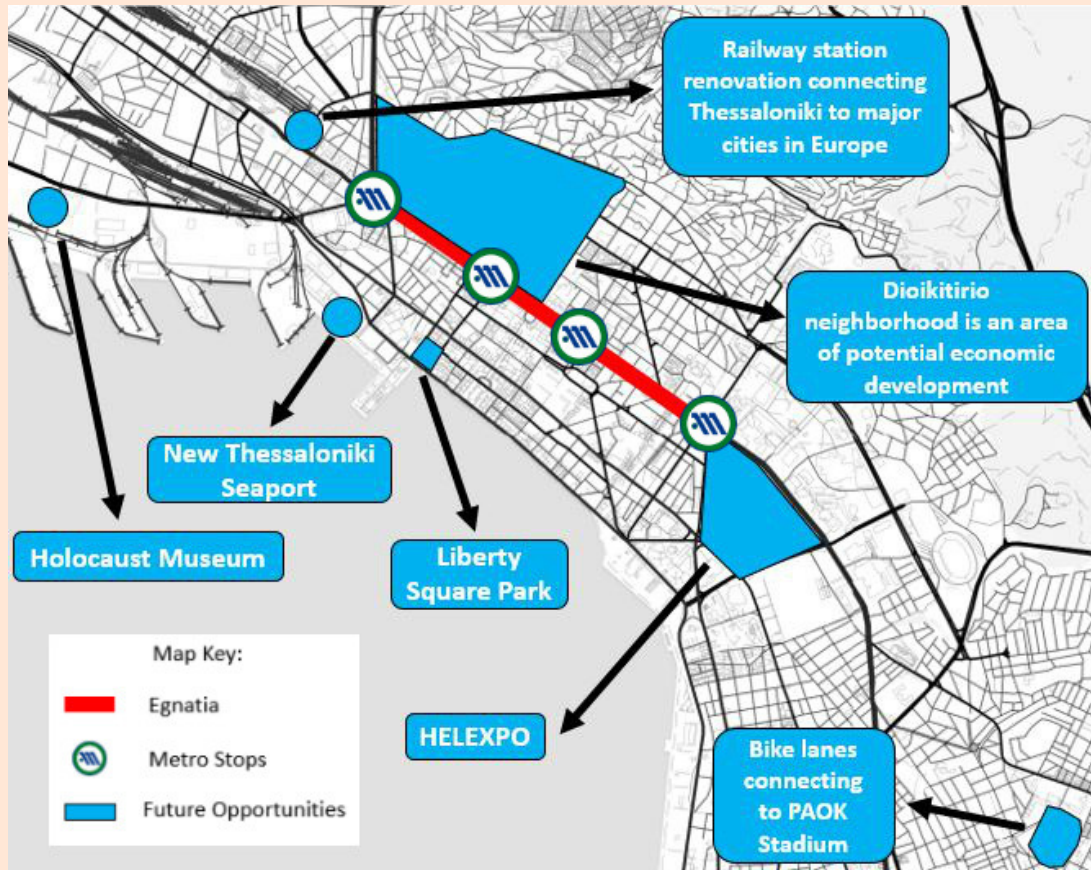 Railway station
renovation connecting
Thessaloniki to major
cities in Europe
Dioikitirio
neighborhood is an area
of potential economic
development
New Thessaloniki
Seaport
Holocaust Museum
Liberty
Square Park
HELEXPO
Bike lanes
connecting
to PAOK
Stadium
Map Key:
Egnatia
Metro Stops
Future Opportunities